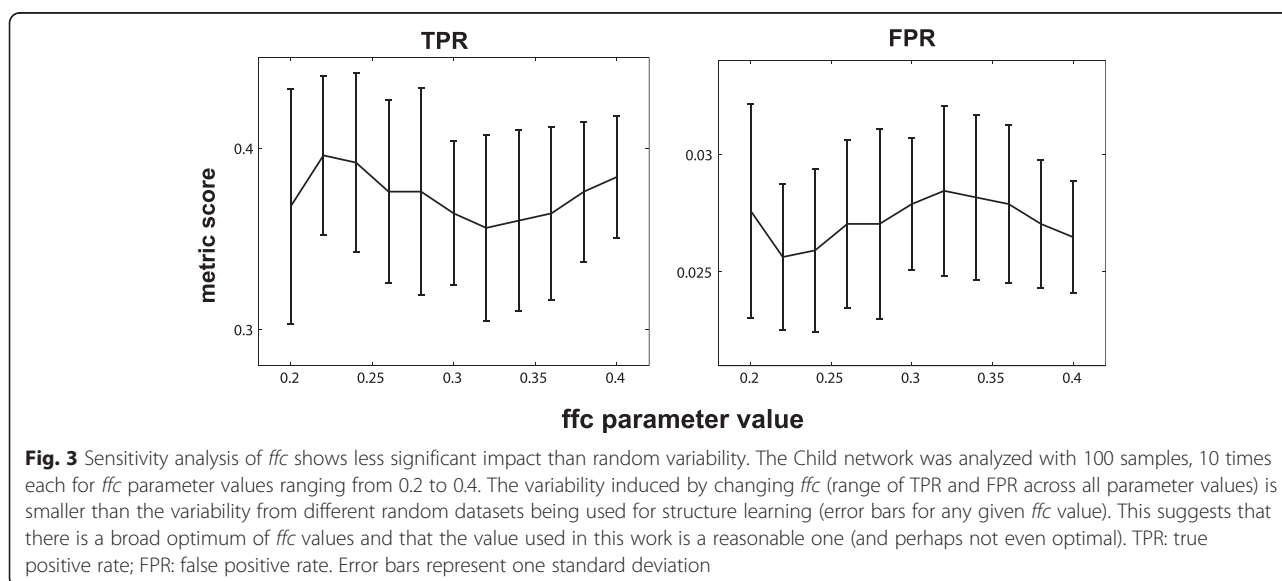 TPR
FPR
metric score
0.4
0.3
0.2 0.25 0.3 0.35 0.4
0.03
0.025
0.2 0.25 0.3 0.35 0.4
ffc parameter value
Fig. 3 Sensitivity analysis of ffc shows less significant impact than random variability. The Child network was analyzed with 100 samples, 10 times
each for ffc parameter values ranging from 0.2 to 0.4. The variability induced by changing ffc (range of TPR and FPR across all parameter values) is
smaller than the variability from different random datasets being used for structure learning (error bars for any given ffc value). This suggests that
there is a broad optimum of ffc values and that the value used in this work is a reasonable one (and perhaps not even optimal). TPR: true
positive rate; FPR: false positive rate. Error bars represent one standard deviation